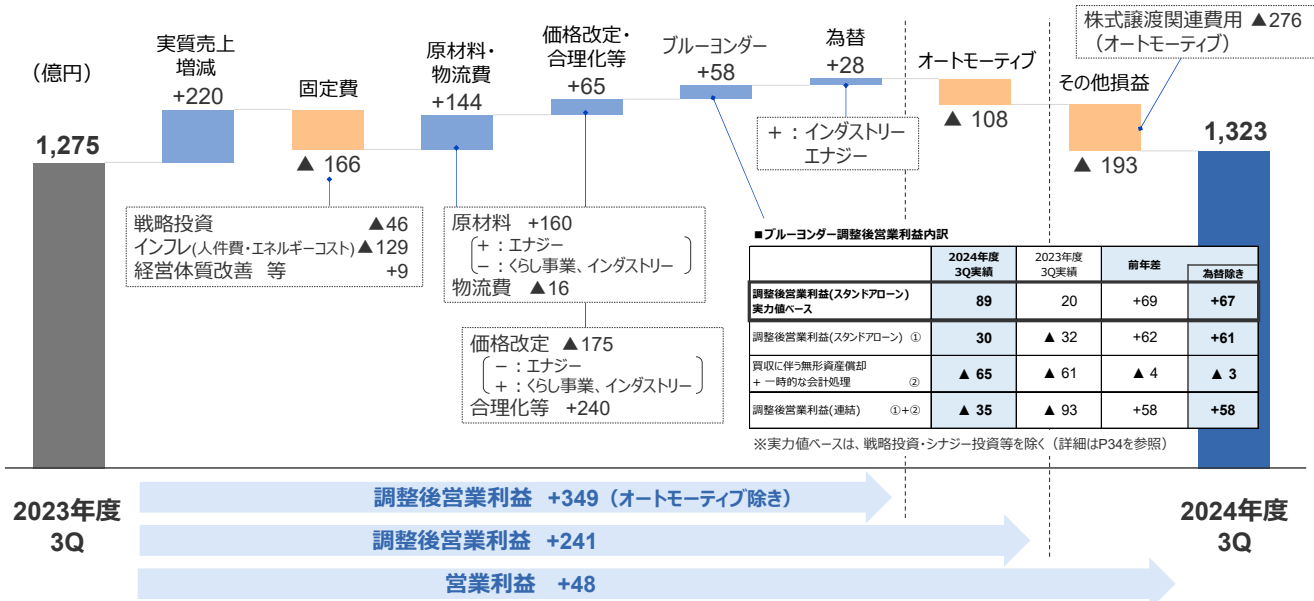 （億円）
1,275
実質売上
増減
+220
固定費
▲ 166
原材料・
物流費
+144
価格改定・
合理化等
+65
ブルーヨンダー
+58
為替
+28
オートモーティブ
▲ 108
その他損益
▲ 193
株式譲渡関連費用 ▲276
（オートモーティブ）
1,323
戦略投資 ▲46
インフレ(人件費・エネルギーコスト) ▲129
経営体質改善 等 +9
原材料 +160
+ : エナジー
− : くらし事業、インダストリー
物流費 ▲16
価格改定 ▲175
− : エナジー
+ : くらし事業、インダストリー
合理化等 +240
+ : インダストリー
エナジー
■ブルーヨンダー調整後営業利益内訳
2024年度
3Q実績
2023年度
3Q実績
前年差
為替除き
調整後営業利益(スタンドアローン)
実力値ベース
89 20 +69 +67
調整後営業利益(スタンドアローン) ① 30 ▲ 32 +62 +61
買収に伴う無形資産償却
+ 一時的な会計処理 ② ▲ 65 ▲ 61 ▲ 4 ▲ 3
調整後営業利益(連結) ①+② ▲ 35 ▲ 93 +58 +58
※実力値ベースは、戦略投資・シナジー投資等を除く（詳細はP34を参照）
2023年度
3Q
調整後営業利益 +349（オートモーティブ除き）
調整後営業利益 +241
営業利益 +48
2024年度
3Q